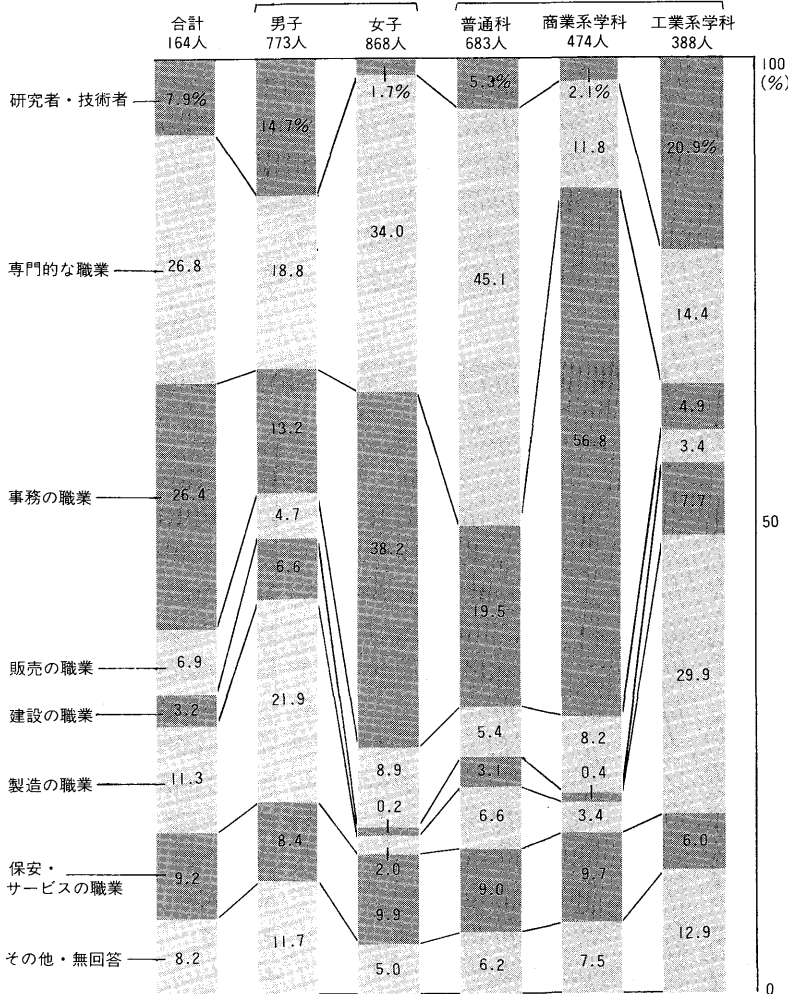 合計 男子 女子 普通科 商業系学科 工業系学科
164人 773人 868人 683人 474人 388人
100
(%)
研究者・技術者 7.9% 14.7% 1.7% 5.3% 2.1% 20.9%
専門的な職業 26.8 18.8 34.0 45.1 11.8 14.4
事務の職業 26.4 13.2 38.2 19.5 56.8 4.9
50
販売の職業 6.9 4.7 8.9 5.4 8.2 3.4
建設の職業 3.2 6.6 0.2 3.1 0.4 7.7
製造の職業 11.3 21.9 2.0 6.6 3.4 29.9
保安・
サービスの職業 9.2 8.4 9.9 9.0 9.7 6.0
その他・無回答 8.2 11.7 5.0 6.2 7.5 12.9
0